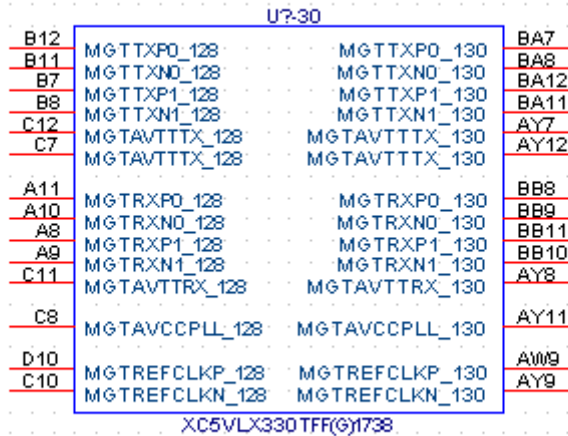 U?-30
B12 MGTTXP0_128 MGTTXP0_130 BA7
B11 MGTTXN0_128 MGTTXN0_130 BA8
B7 MGTTXP1_128 MGTTXP1_130 BA12
B8 MGTTXN1_128 MGTTXN1_130 BA11
C12 MGTAVTTTX_128 MGTAVTTTX_130 AY7
C7 MGTAVTTTX_128 MGTAVTTTX_130 AY12
A11 MGTRXP0_128 MGTRXP0_130 BB8
A10 MGTRXN0_128 MGTRXN0_130 BB9
A8 MGTRXP1_128 MGTRXP1_130 BB11
A9 MGTRXN1_128 MGTRXN1_130 BB10
C11 MGTAVTTRX_128 MGTAVTTRX_130 AY8
C8 MGTAVCCPLL_128 MGTAVCCPLL_130 AY11
D10 MGTREFCLKP_128 MGTREFCLKP_130 AW9
C10 MGTREFCLKN_128 MGTREFCLKN_130 AY9
XC5VLX330TFF(G)1738